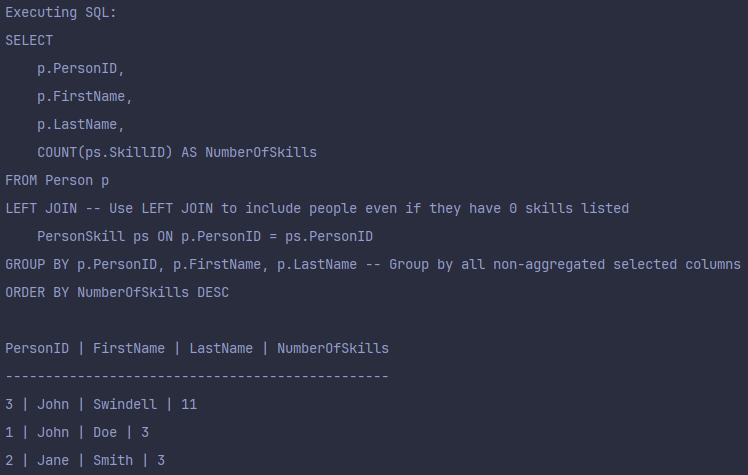 Executing SQL:
SELECT
    p.PersonID,
    p.FirstName,
    p.LastName,
    COUNT(ps.SkillID) AS NumberOfSkills
FROM Person p
LEFT JOIN -- Use LEFT JOIN to include people even if they have 0 skills listed
    PersonSkill ps ON p.PersonID = ps.PersonID
GROUP BY p.PersonID, p.FirstName, p.LastName -- Group by all non-aggregated selected columns
ORDER BY NumberOfSkills DESC

PersonID | FirstName | LastName | NumberOfSkills
------------------------------------------------
3 | John | Swindell | 11
1 | John | Doe | 3
2 | Jane | Smith | 3